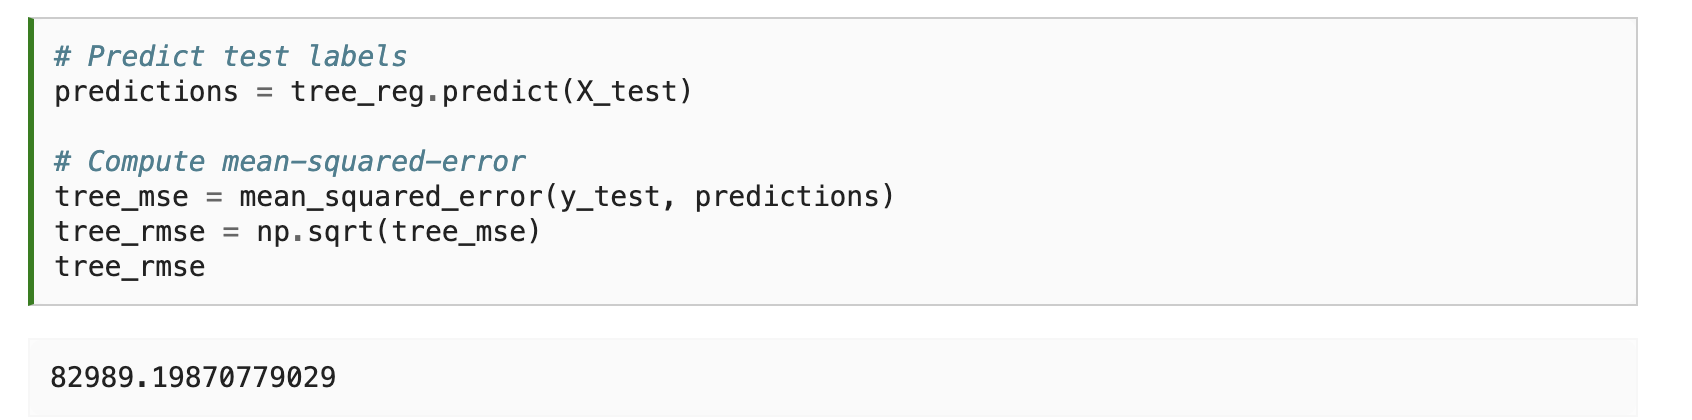 # Predict test labels
predictions = tree_reg.predict(X_test)
# Compute mean-squared-error
tree_mse = mean_squared_error(y_test, predictions)
tree_rmse = np.sqrt(tree_mse)
tree_rmse
82989.19870779029